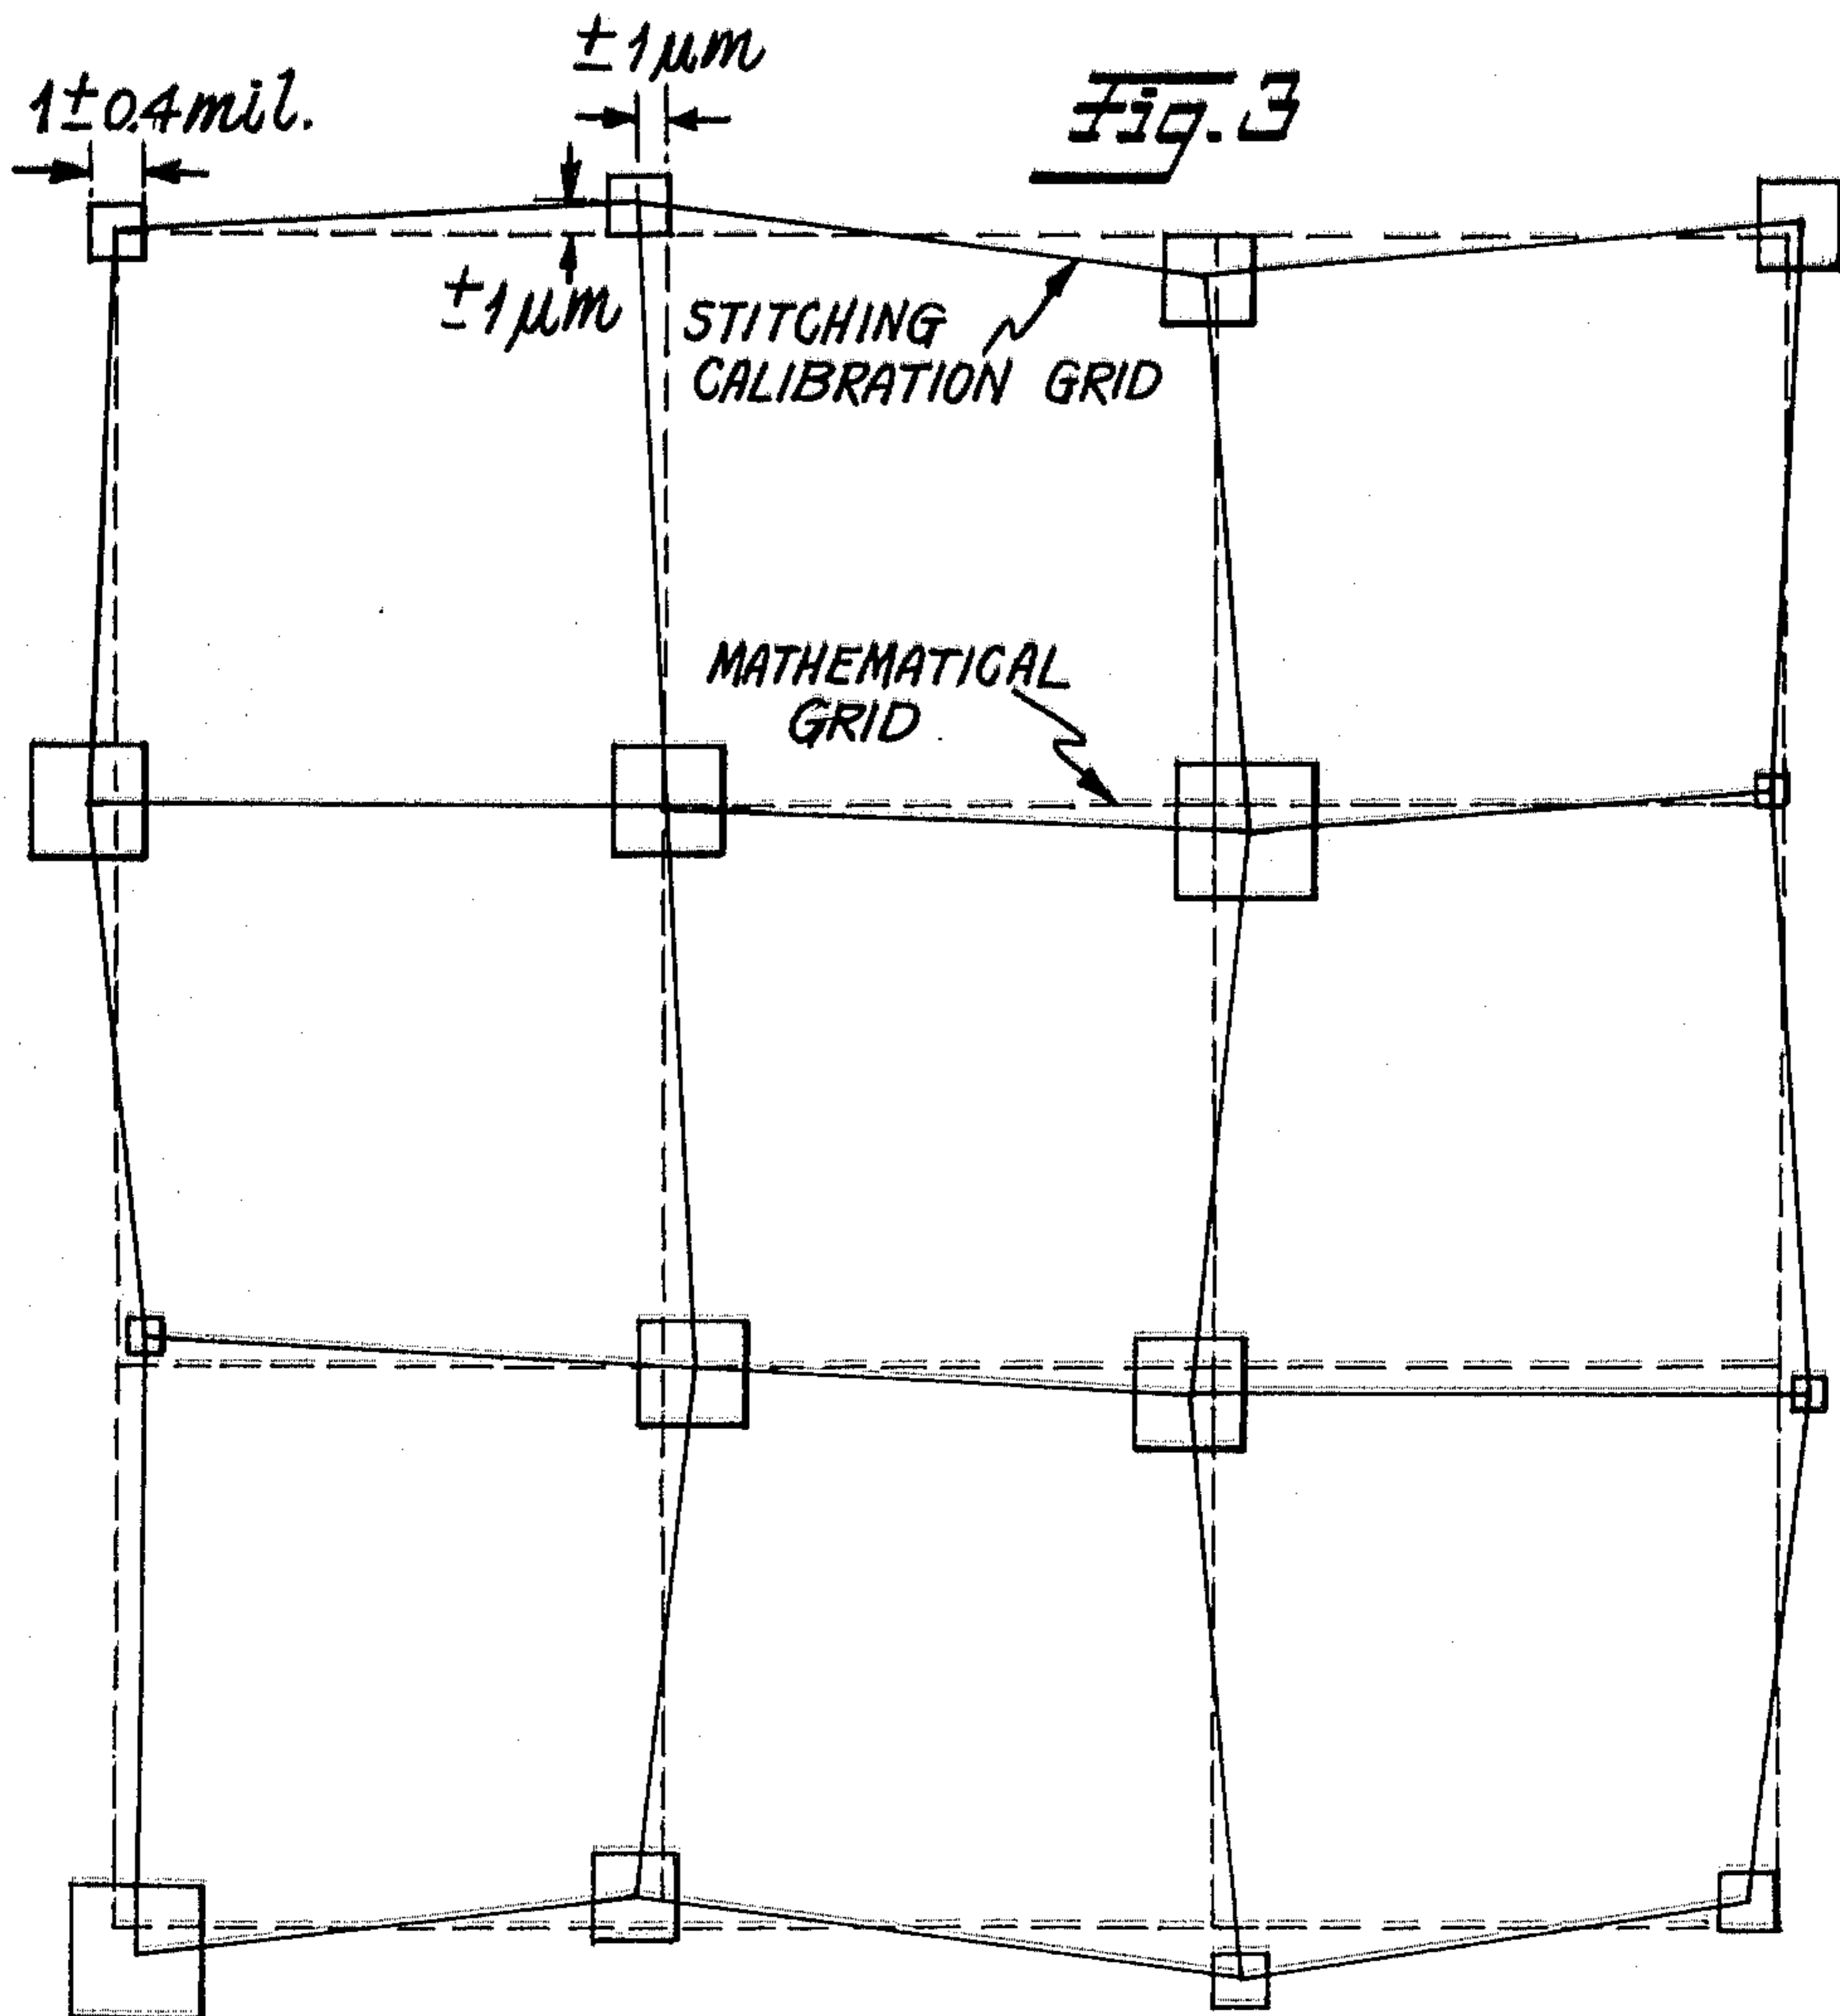 ±1μm
1±0.4mil.
Fig. 3
±1μm
STITCHING
CALIBRATION GRID
MATHEMATICAL
GRID